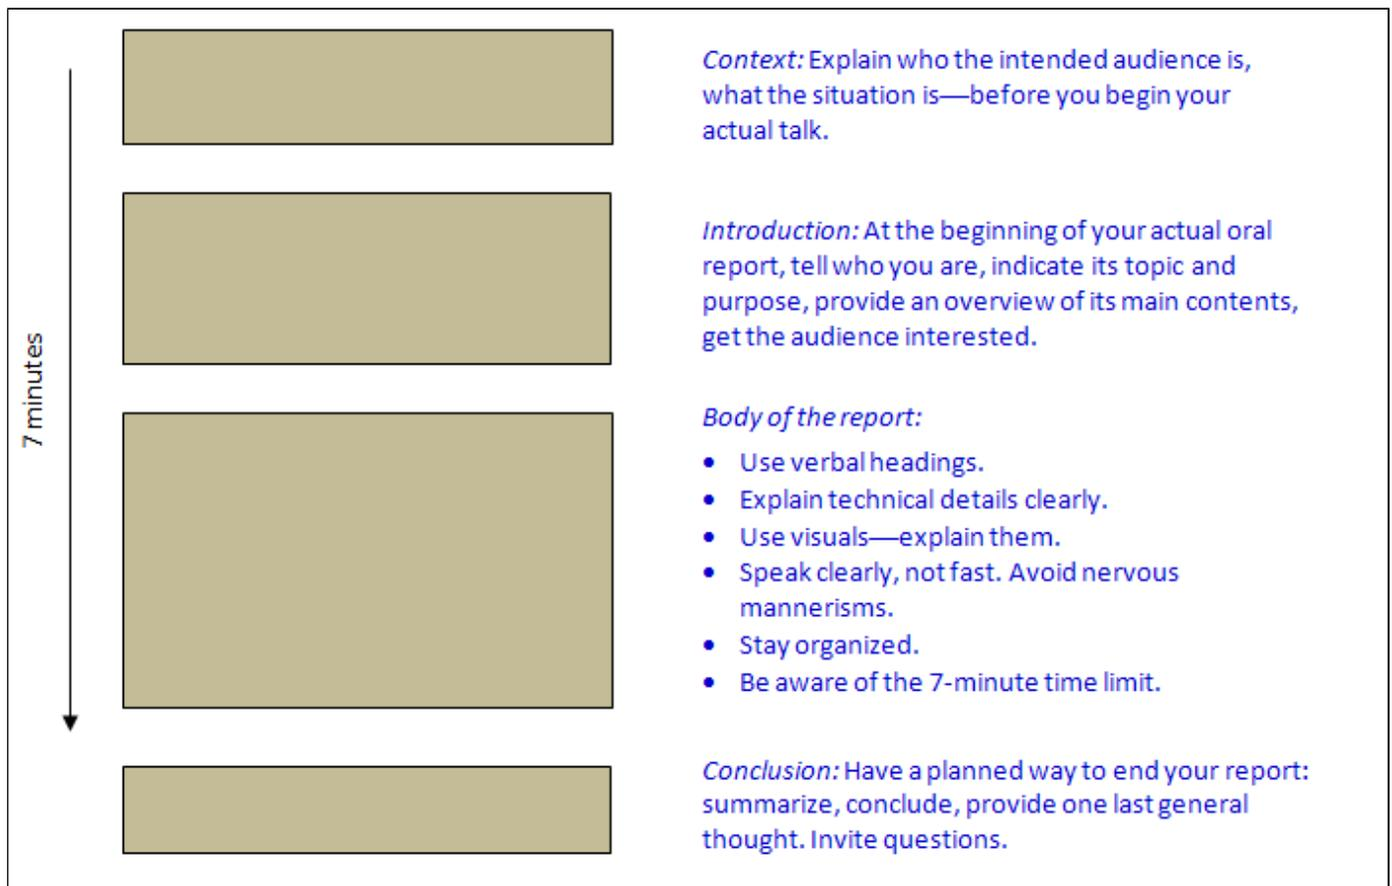 7 minutes
Context: Explain who the intended audience is,
what the situation is—before you begin your
actual talk.
Introduction: At the beginning of your actual oral
report, tell who you are, indicate its topic and
purpose, provide an overview of its main contents,
get the audience interested.
Body of the report:
• Use verbal headings.
• Explain technical details clearly.
• Use visuals—explain them.
• Speak clearly, not fast. Avoid nervous
mannerisms.
• Stay organized.
• Be aware of the 7-minute time limit.
Conclusion: Have a planned way to end your report:
summarize, conclude, provide one last general
thought. Invite questions.